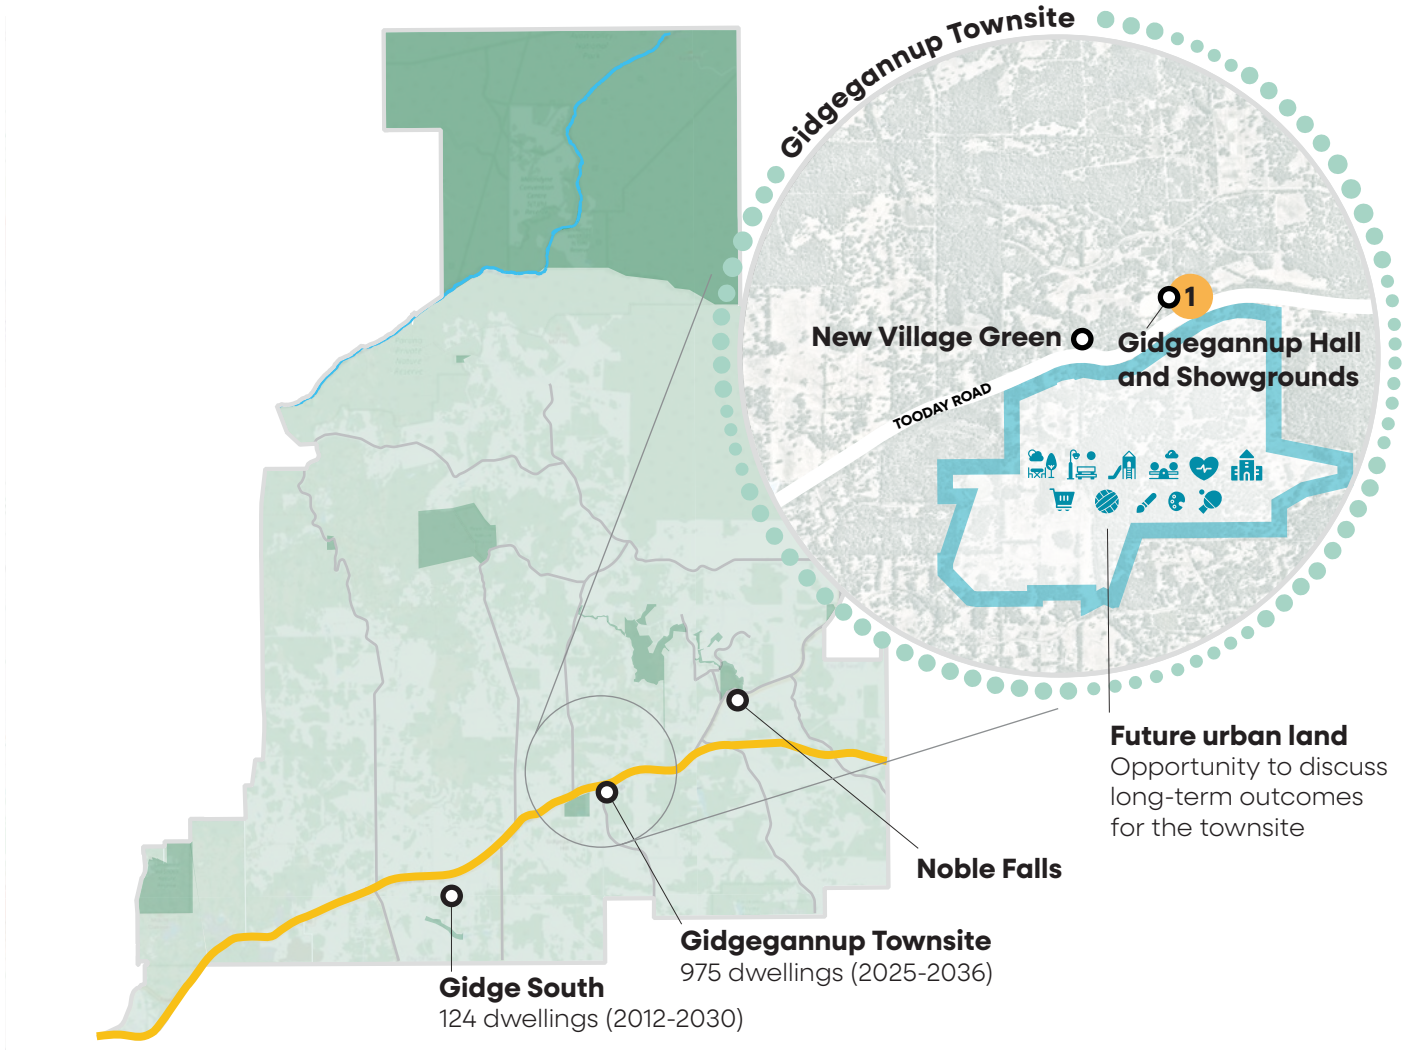 Gidgegannup Townsite
1
New Village Green
Gidgegannup Hall
and Showgrounds
TOODAY ROAD
Future urban land
Opportunity to discuss
long-term outcomes
for the townsite
Noble Falls
Gidgegannup Townsite
975 dwellings (2025-2036)
Gidge South
124 dwellings (2012-2030)